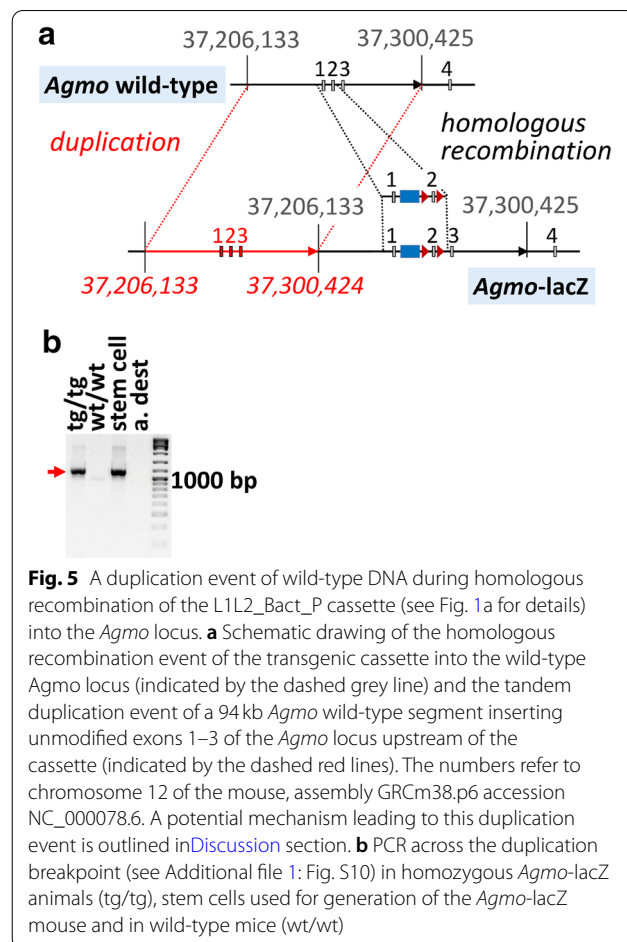 a
37,206,133 37,300,425
123 4
Agmo wild-type
duplication
homologous
recombination
1 2
37,206,133 37,300,425
123 1 2 3 4
37,206,133 37,300,424
Agmo-lacZ
b
tg/tg
wt/wt
stem cell
a. dest
1000 bp
Fig. 5 A duplication event of wild-type DNA during homologous
recombination of the L1L2_Bact_P cassette (see Fig. 1a for details)
into the Agmo locus. a Schematic drawing of the homologous
recombination event of the transgenic cassette into the wild-type
Agmo locus (indicated by the dashed grey line) and the tandem
duplication event of a 94 kb Agmo wild-type segment inserting
unmodified exons 1–3 of the Agmo locus upstream of the
cassette (indicated by the dashed red lines). The numbers refer to
chromosome 12 of the mouse, assembly GRCm38.p6 accession
NC_000078.6. A potential mechanism leading to this duplication
event is outlined inDiscussion section. b PCR across the duplication
breakpoint (see Additional file 1: Fig. S10) in homozygous Agmo-lacZ
animals (tg/tg), stem cells used for generation of the Agmo-lacZ
mouse and in wild-type mice (wt/wt)